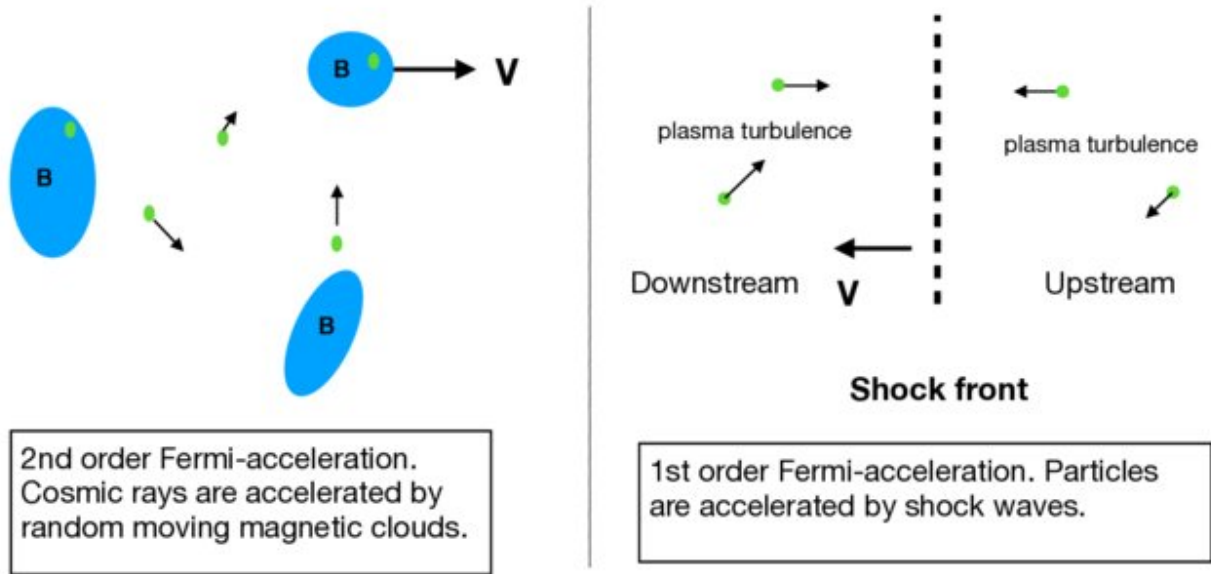 B
V
B
B
2nd order Fermi-acceleration.
Cosmic rays are accelerated by
random moving magnetic clouds.
plasma turbulence
plasma turbulence
Downstream
V
Upstream
Shock front
1st order Fermi-acceleration. Particles
are accelerated by shock waves.